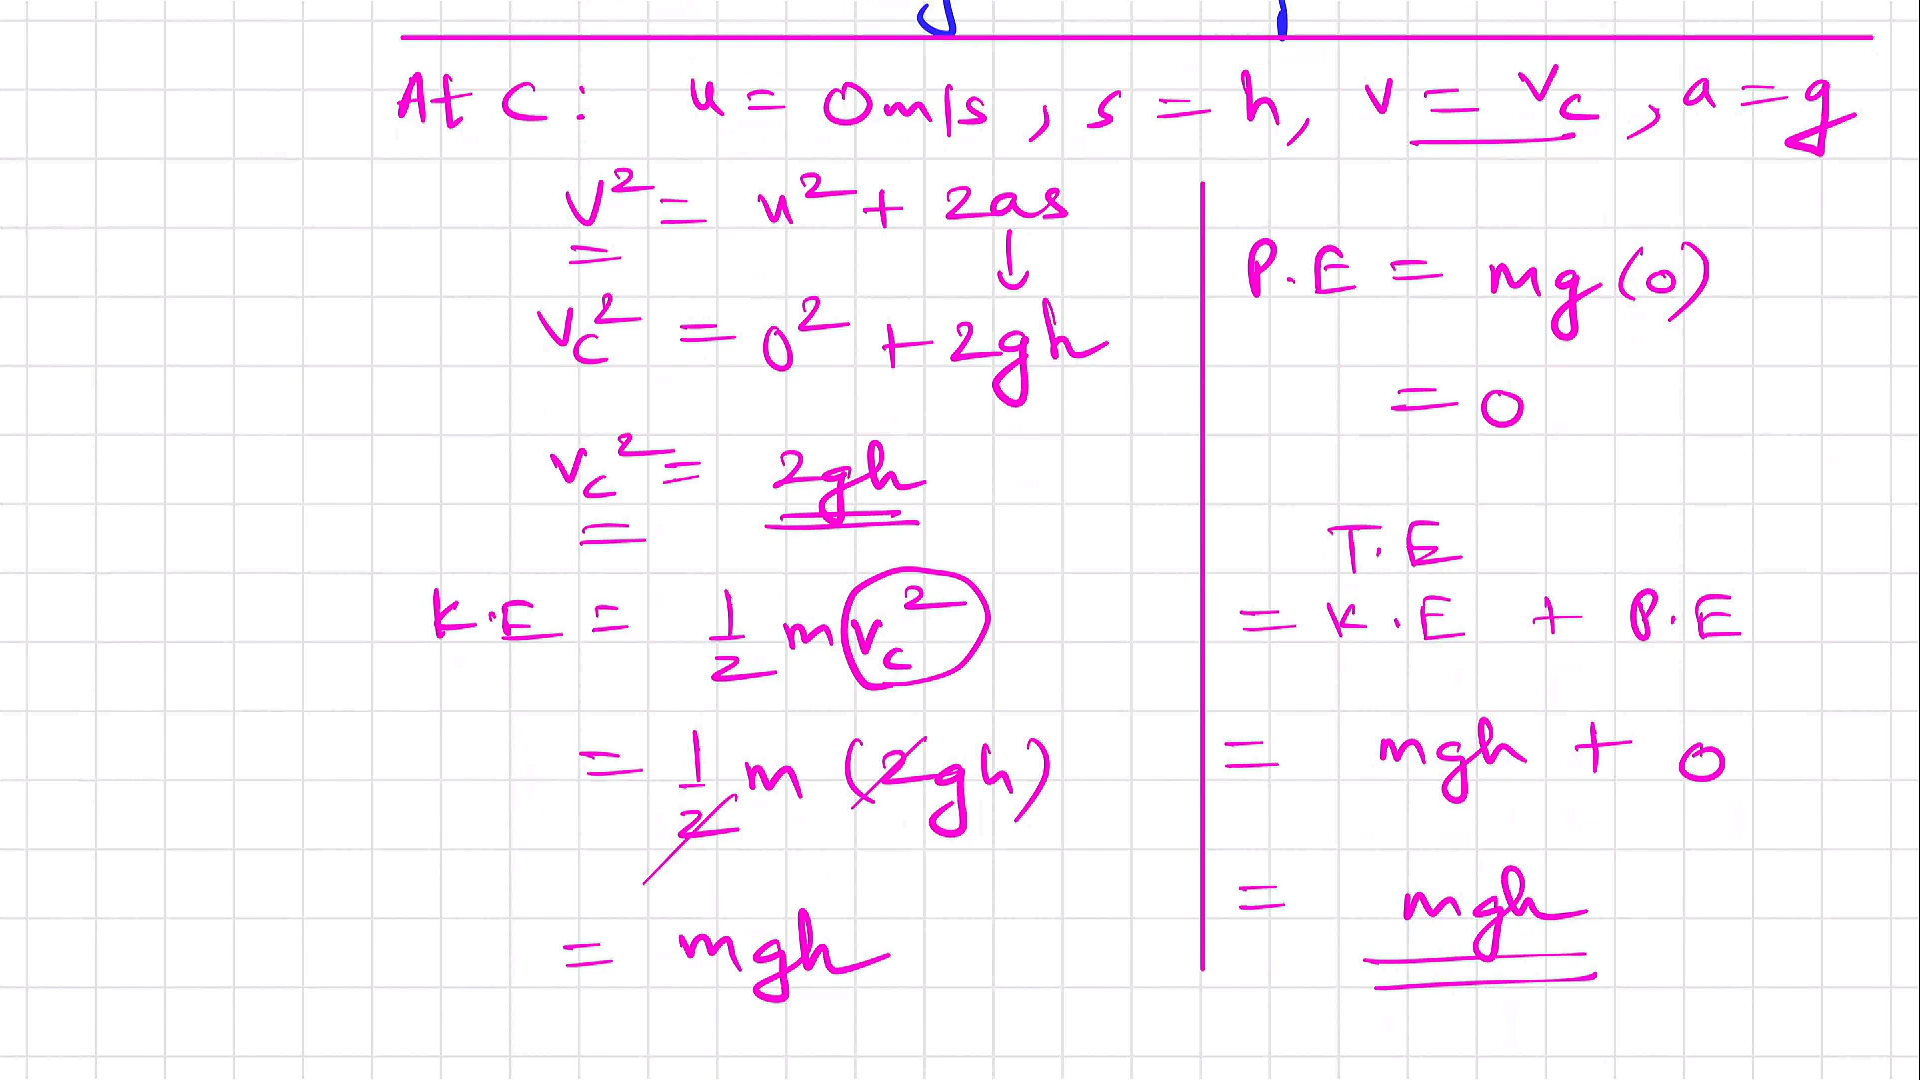 At C: u = 0m/s, s = h, v = v_c, a = g
v² = u² + 2as
↓
v_c² = 0² + 2gh
v_c² = 2gh
K.E = 1/2 m v_c²
= 1/2 m (2gh)
= mgh
P.E = mg(0)
= 0
T.E
= K.E + P.E
= mgh + 0
= mgh